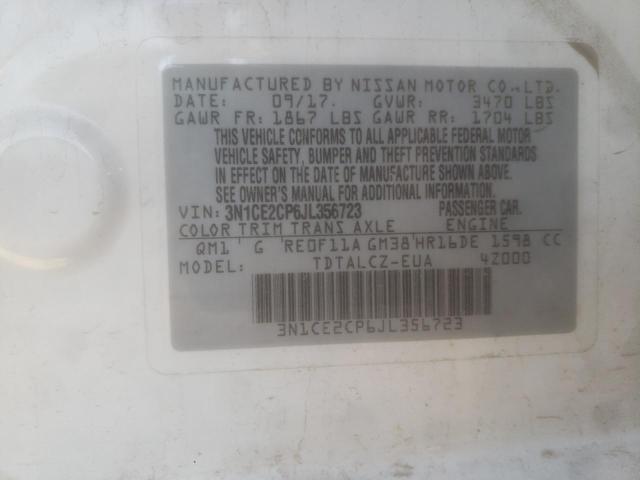 MANUFACTURED BY NISSAN MOTOR CO., LTD.
DATE: 09/17. GVWR: 3470 LBS
GAWR FR: 1867 LBS GAWR RR: 1704 LBS
THIS VEHICLE CONFORMS TO ALL APPLICABLE FEDERAL MOTOR
VEHICLE SAFETY, BUMPER AND THEFT PREVENTION STANDARDS
IN EFFECT ON THE DATE OF MANUFACTURE SHOWN ABOVE.
SEE OWNER'S MANUAL FOR ADDITIONAL INFORMATION.
VIN: 3N1CE2CP6JL356723 PASSENGER CAR.
COLOR TRIM TRANS AXLE ENGINE
QM1 G RE0F11A GM38 HR16DE 1598 CC
MODEL: TDTALCZ-EUA 4Z000
3N1CE2CP6JL356723